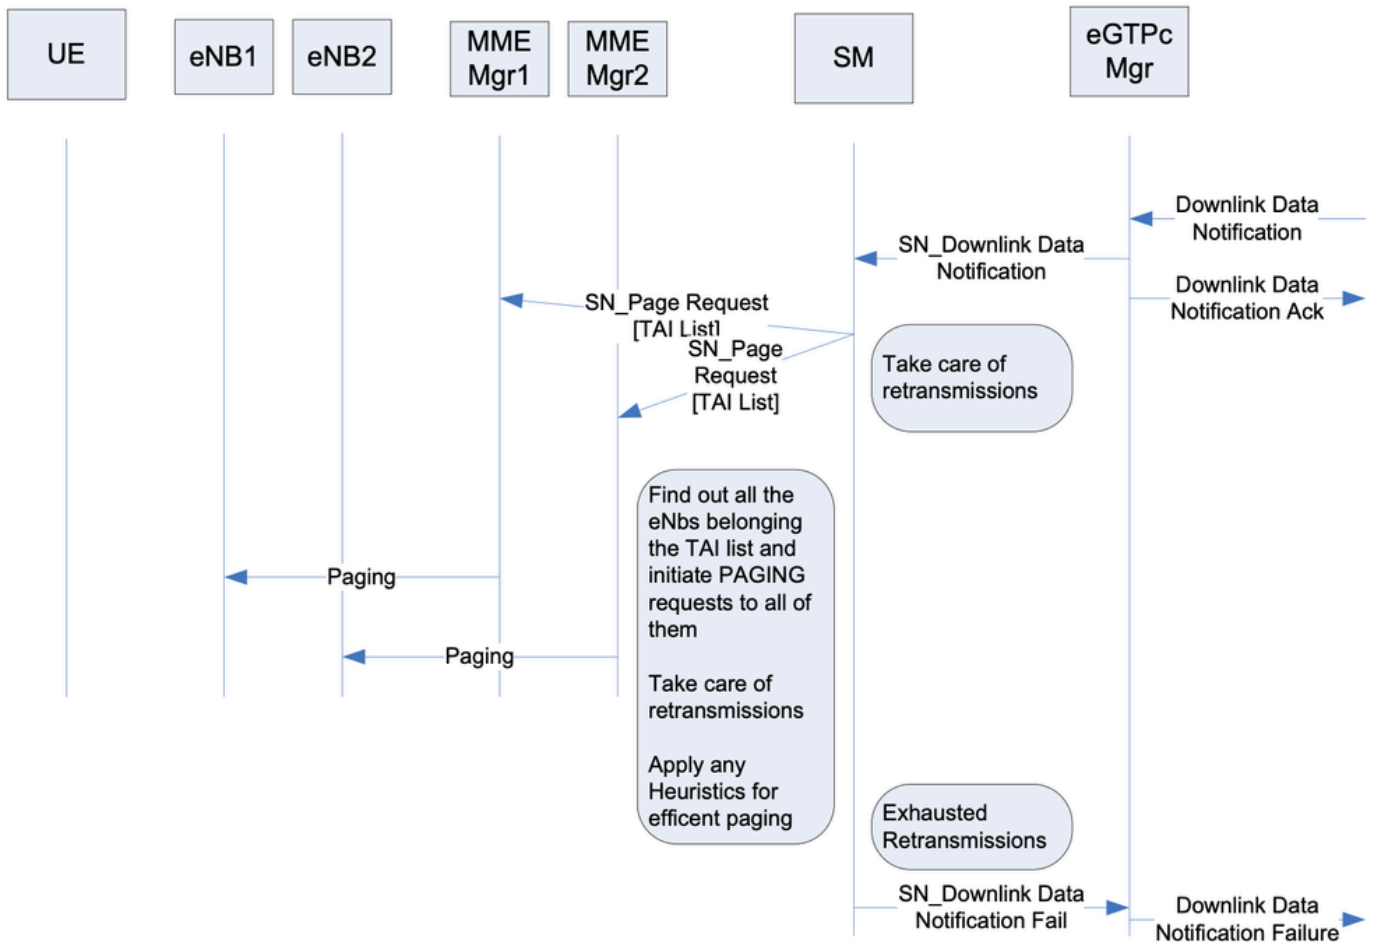 UE
eNB1
eNB2
MME
Mgr1
MME
Mgr2
SM
eGTPc
Mgr
Downlink Data
Notification
SN_Downlink Data
Notification
Downlink Data
Notification Ack
SN_Page Request
[TAI List]
SN_Page
Request
[TAI List]
Take care of
retransmissions
Find out all the
eNbs belonging
the TAI list and
initiate PAGING
requests to all of
them
Take care of
retransmissions
Apply any
Heuristics for
efficent paging
Paging
Paging
Exhausted
Retransmissions
SN_Downlink Data
Notification Fail
Downlink Data
Notification Failure